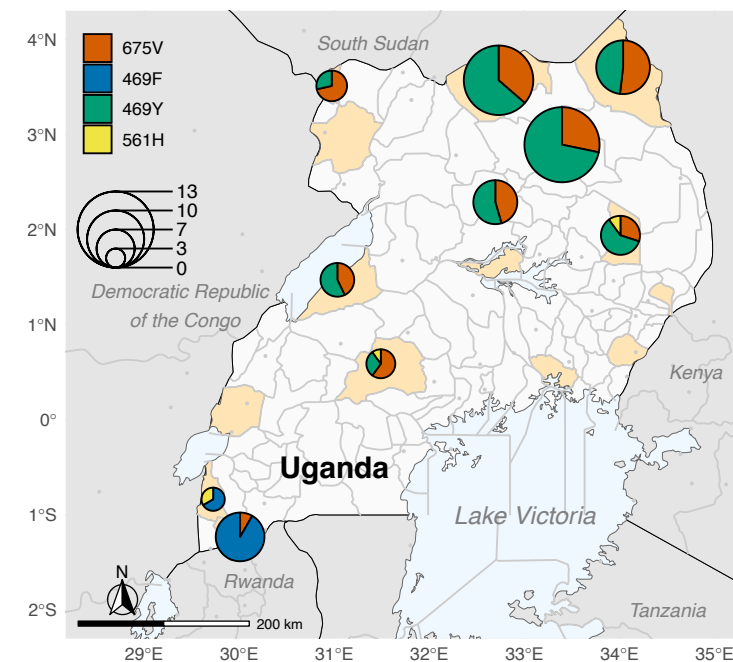 4°N
3°N
2°N
1°N
0°
1°S
2°S
675V
469F
469Y
561H
13
10
7
3
0
South Sudan
Democratic Republic
of the Congo
Kenya
Uganda
Lake Victoria
Rwanda
Tanzania
N
200 km
29°E
30°E
31°E
32°E
33°E
34°E
35°E